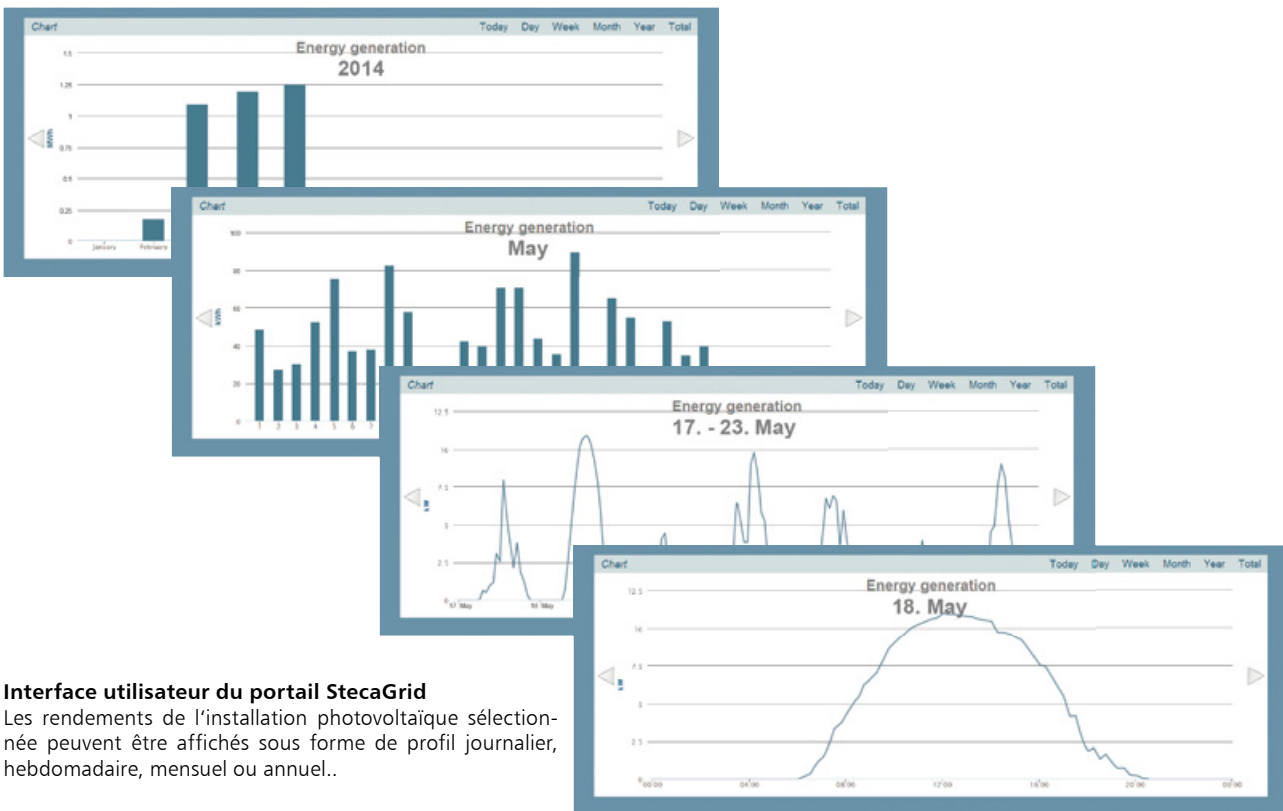 Chart Today Day Week Month Year Total
Energy generation
2014
1.5
1.25
1
0.75
MWh
0.5
0.25
0
January February
Chart Today Day Week Month Year Total
Energy generation
May
100
80
60
kWh
40
20
0
1 2 3 4 5 6 7
Chart Today Day Week Month Year Total
Energy generation
17. - 23. May
12.5
10
7.5
kW
5
2.5
0
17. May 18. May
Chart Today Day Week Month Year Total
Energy generation
18. May
12.5
10
7.5
kW
5
2.5
0
00:00 04:00 08:00 12:00 16:00 20:00 00:00
Interface utilisateur du portail StecaGrid
Les rendements de l‘installation photovoltaïque sélection-
née peuvent être affichés sous forme de profil journalier,
hebdomadaire, mensuel ou annuel..